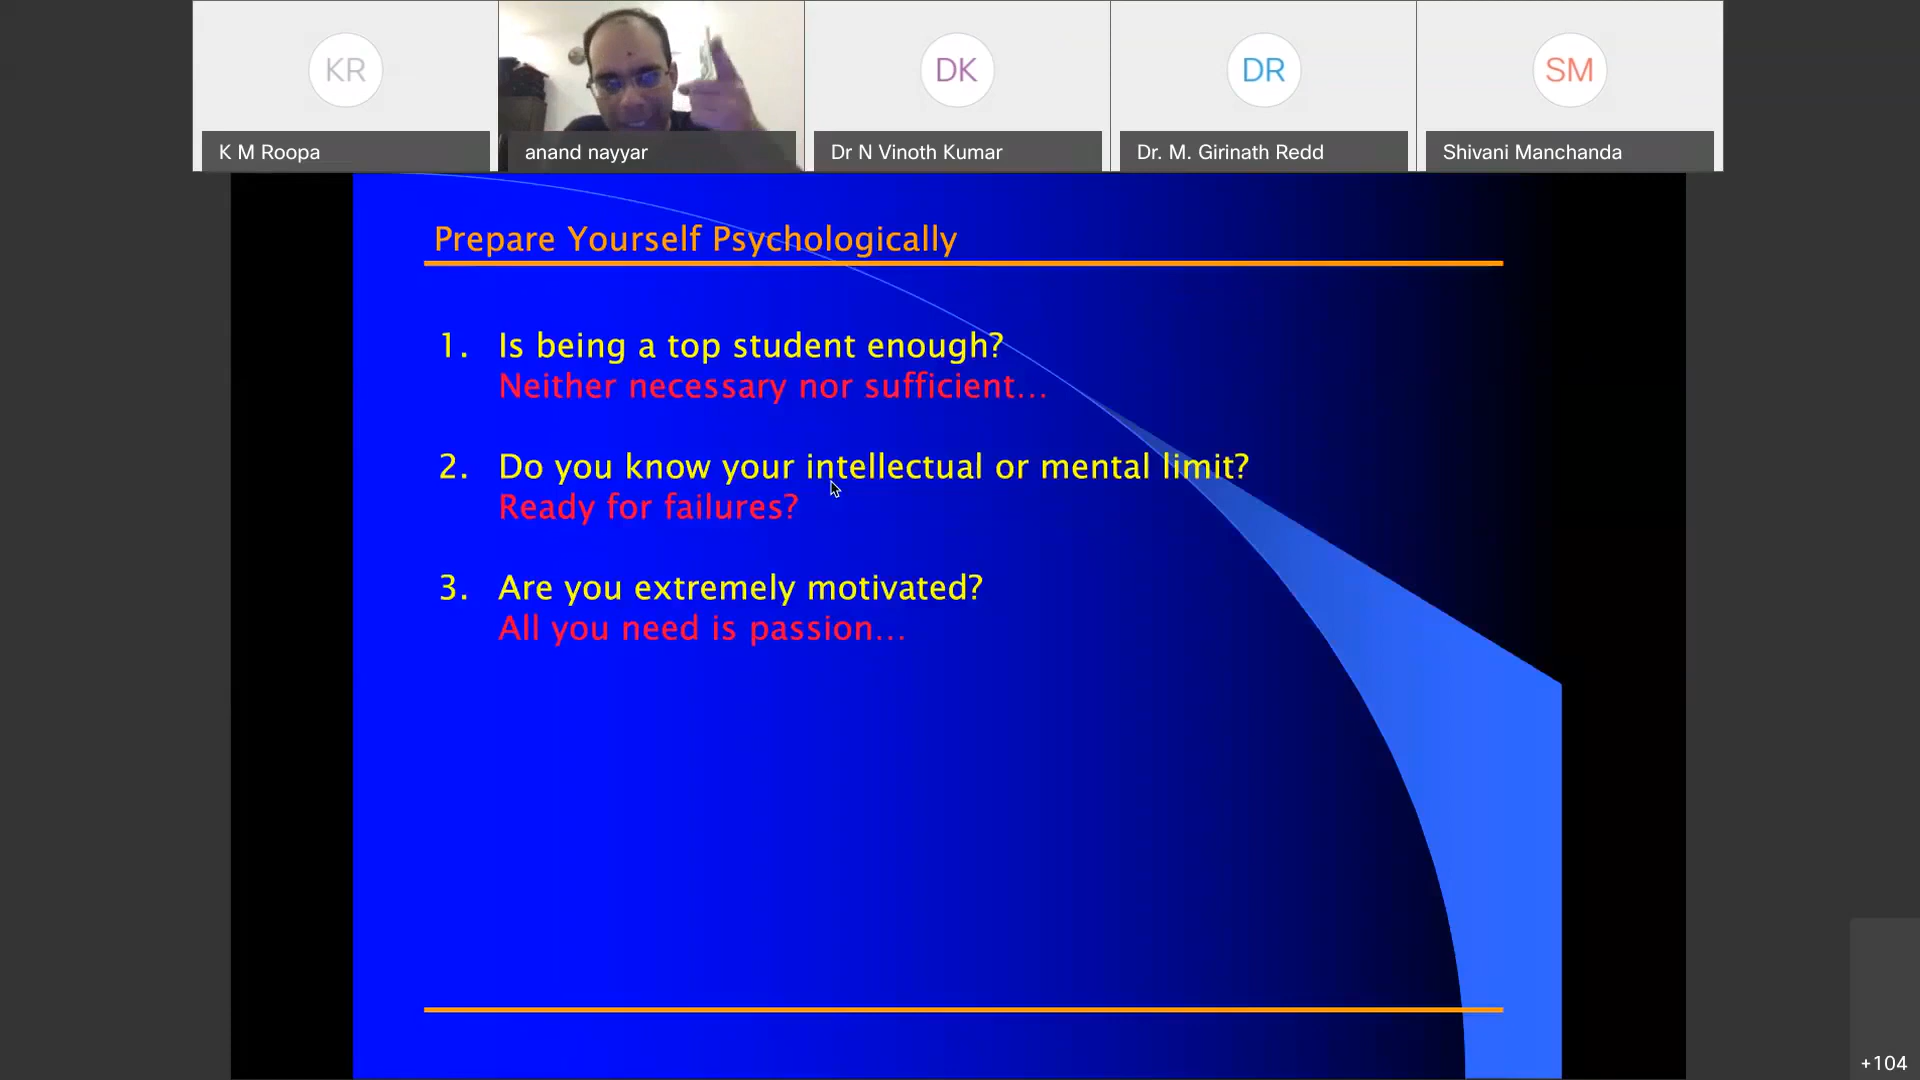 KR
DK
DR
SM
K M Roopa
anand nayyar
Dr N Vinoth Kumar
Dr. M. Girinath Redd
Shivani Manchanda
Prepare Yourself Psychologically
1. Is being a top student enough?
Neither necessary nor sufficient...
2. Do you know your intellectual or mental limit?
Ready for failures?
3. Are you extremely motivated?
All you need is passion...
+104